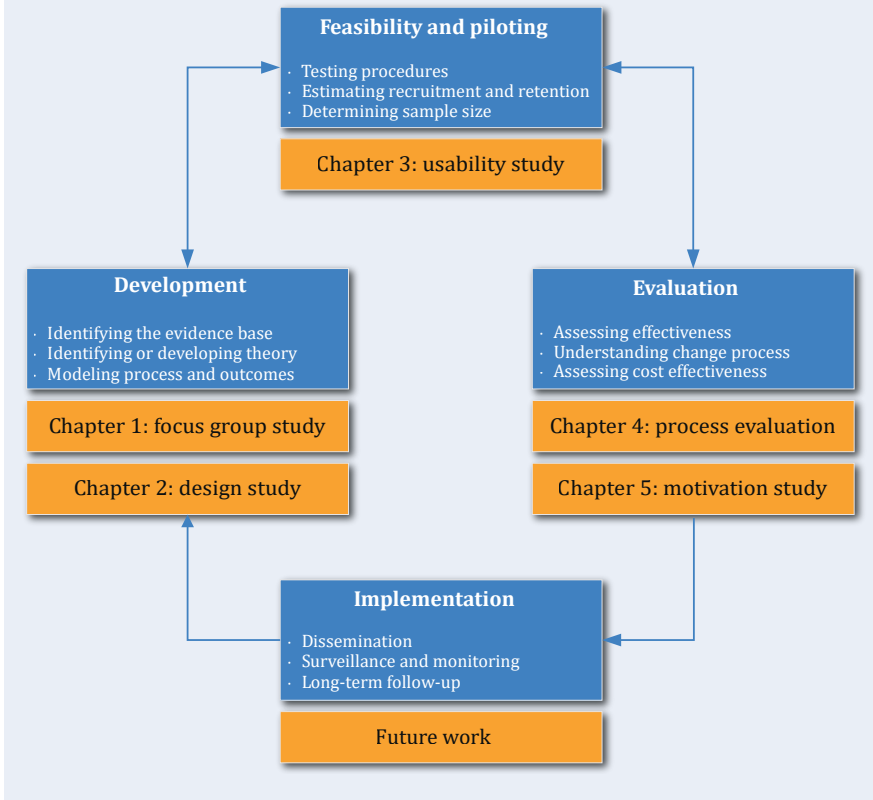 Feasibility and piloting
· Testing procedures
· Estimating recruitment and retention
· Determining sample size
Chapter 3: usability study
Development
· Identifying the evidence base
· Identifying or developing theory
· Modeling process and outcomes
Chapter 1: focus group study
Chapter 2: design study
Evaluation
· Assessing effectiveness
· Understanding change process
· Assessing cost effectiveness
Chapter 4: process evaluation
Chapter 5: motivation study
Implementation
· Dissemination
· Surveillance and monitoring
· Long-term follow-up
Future work